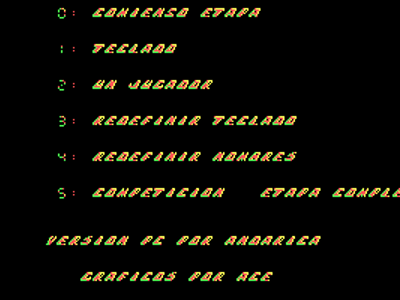 0: COMIENSO ETAPA
1: TECLADO
2: UN JUGADOR
3: REDEFINIR TECLADO
4: REDEFINIR NOMBRES
5: COMPETICION ETAPA COMPLE
VERSION PC POR ANDARICA
GRAFICOS POR ACE